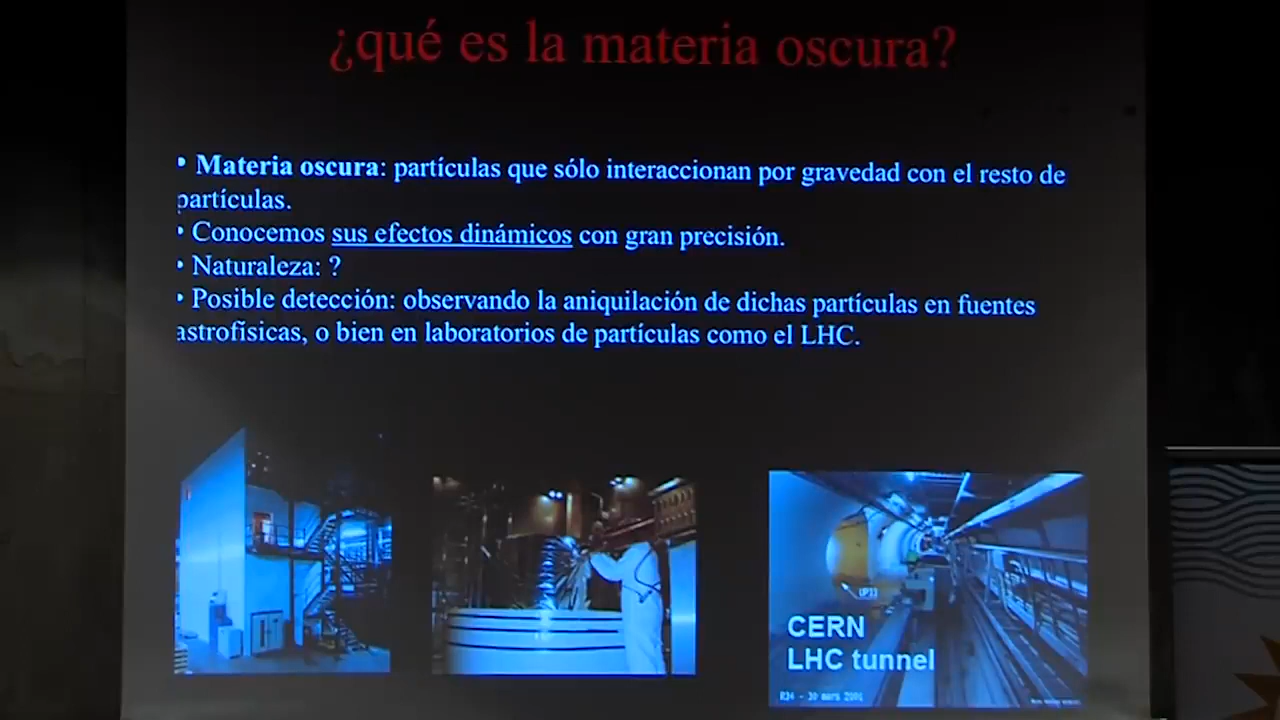 ¿qué es la materia oscura?
• Materia oscura: partículas que sólo interaccionan por gravedad con el resto de
partículas.
• Conocemos sus efectos dinámicos con gran precisión.
• Naturaleza: ?
• Posible detección: observando la aniquilación de dichas partículas en fuentes
astrofísicas, o bien en laboratorios de partículas como el LHC.
CERN
LHC tunnel